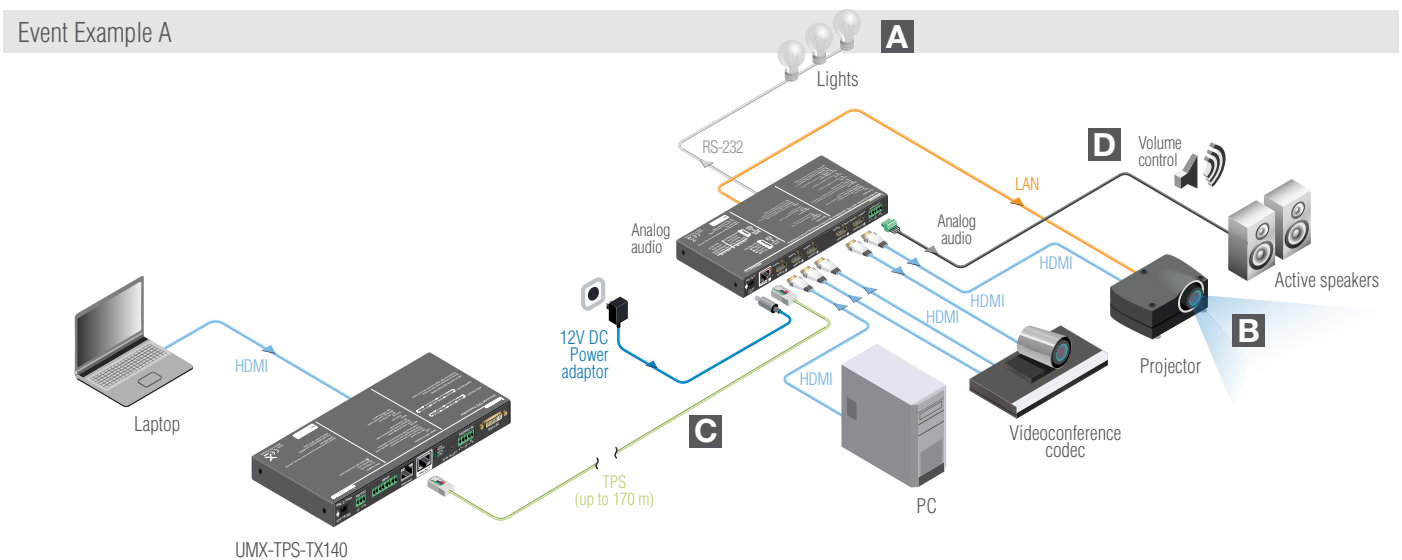 Event Example A
A
Lights
RS-232
D
Volume
control
LAN
Analog
audio
Analog
audio
HDMI
Active speakers
HDMI
HDMI
B
12V DC
Power
adaptor
Projector
HDMI
HDMI
Laptop
C
Videoconference
codec
TPS
(up to 170 m)
PC
UMX-TPS-TX140